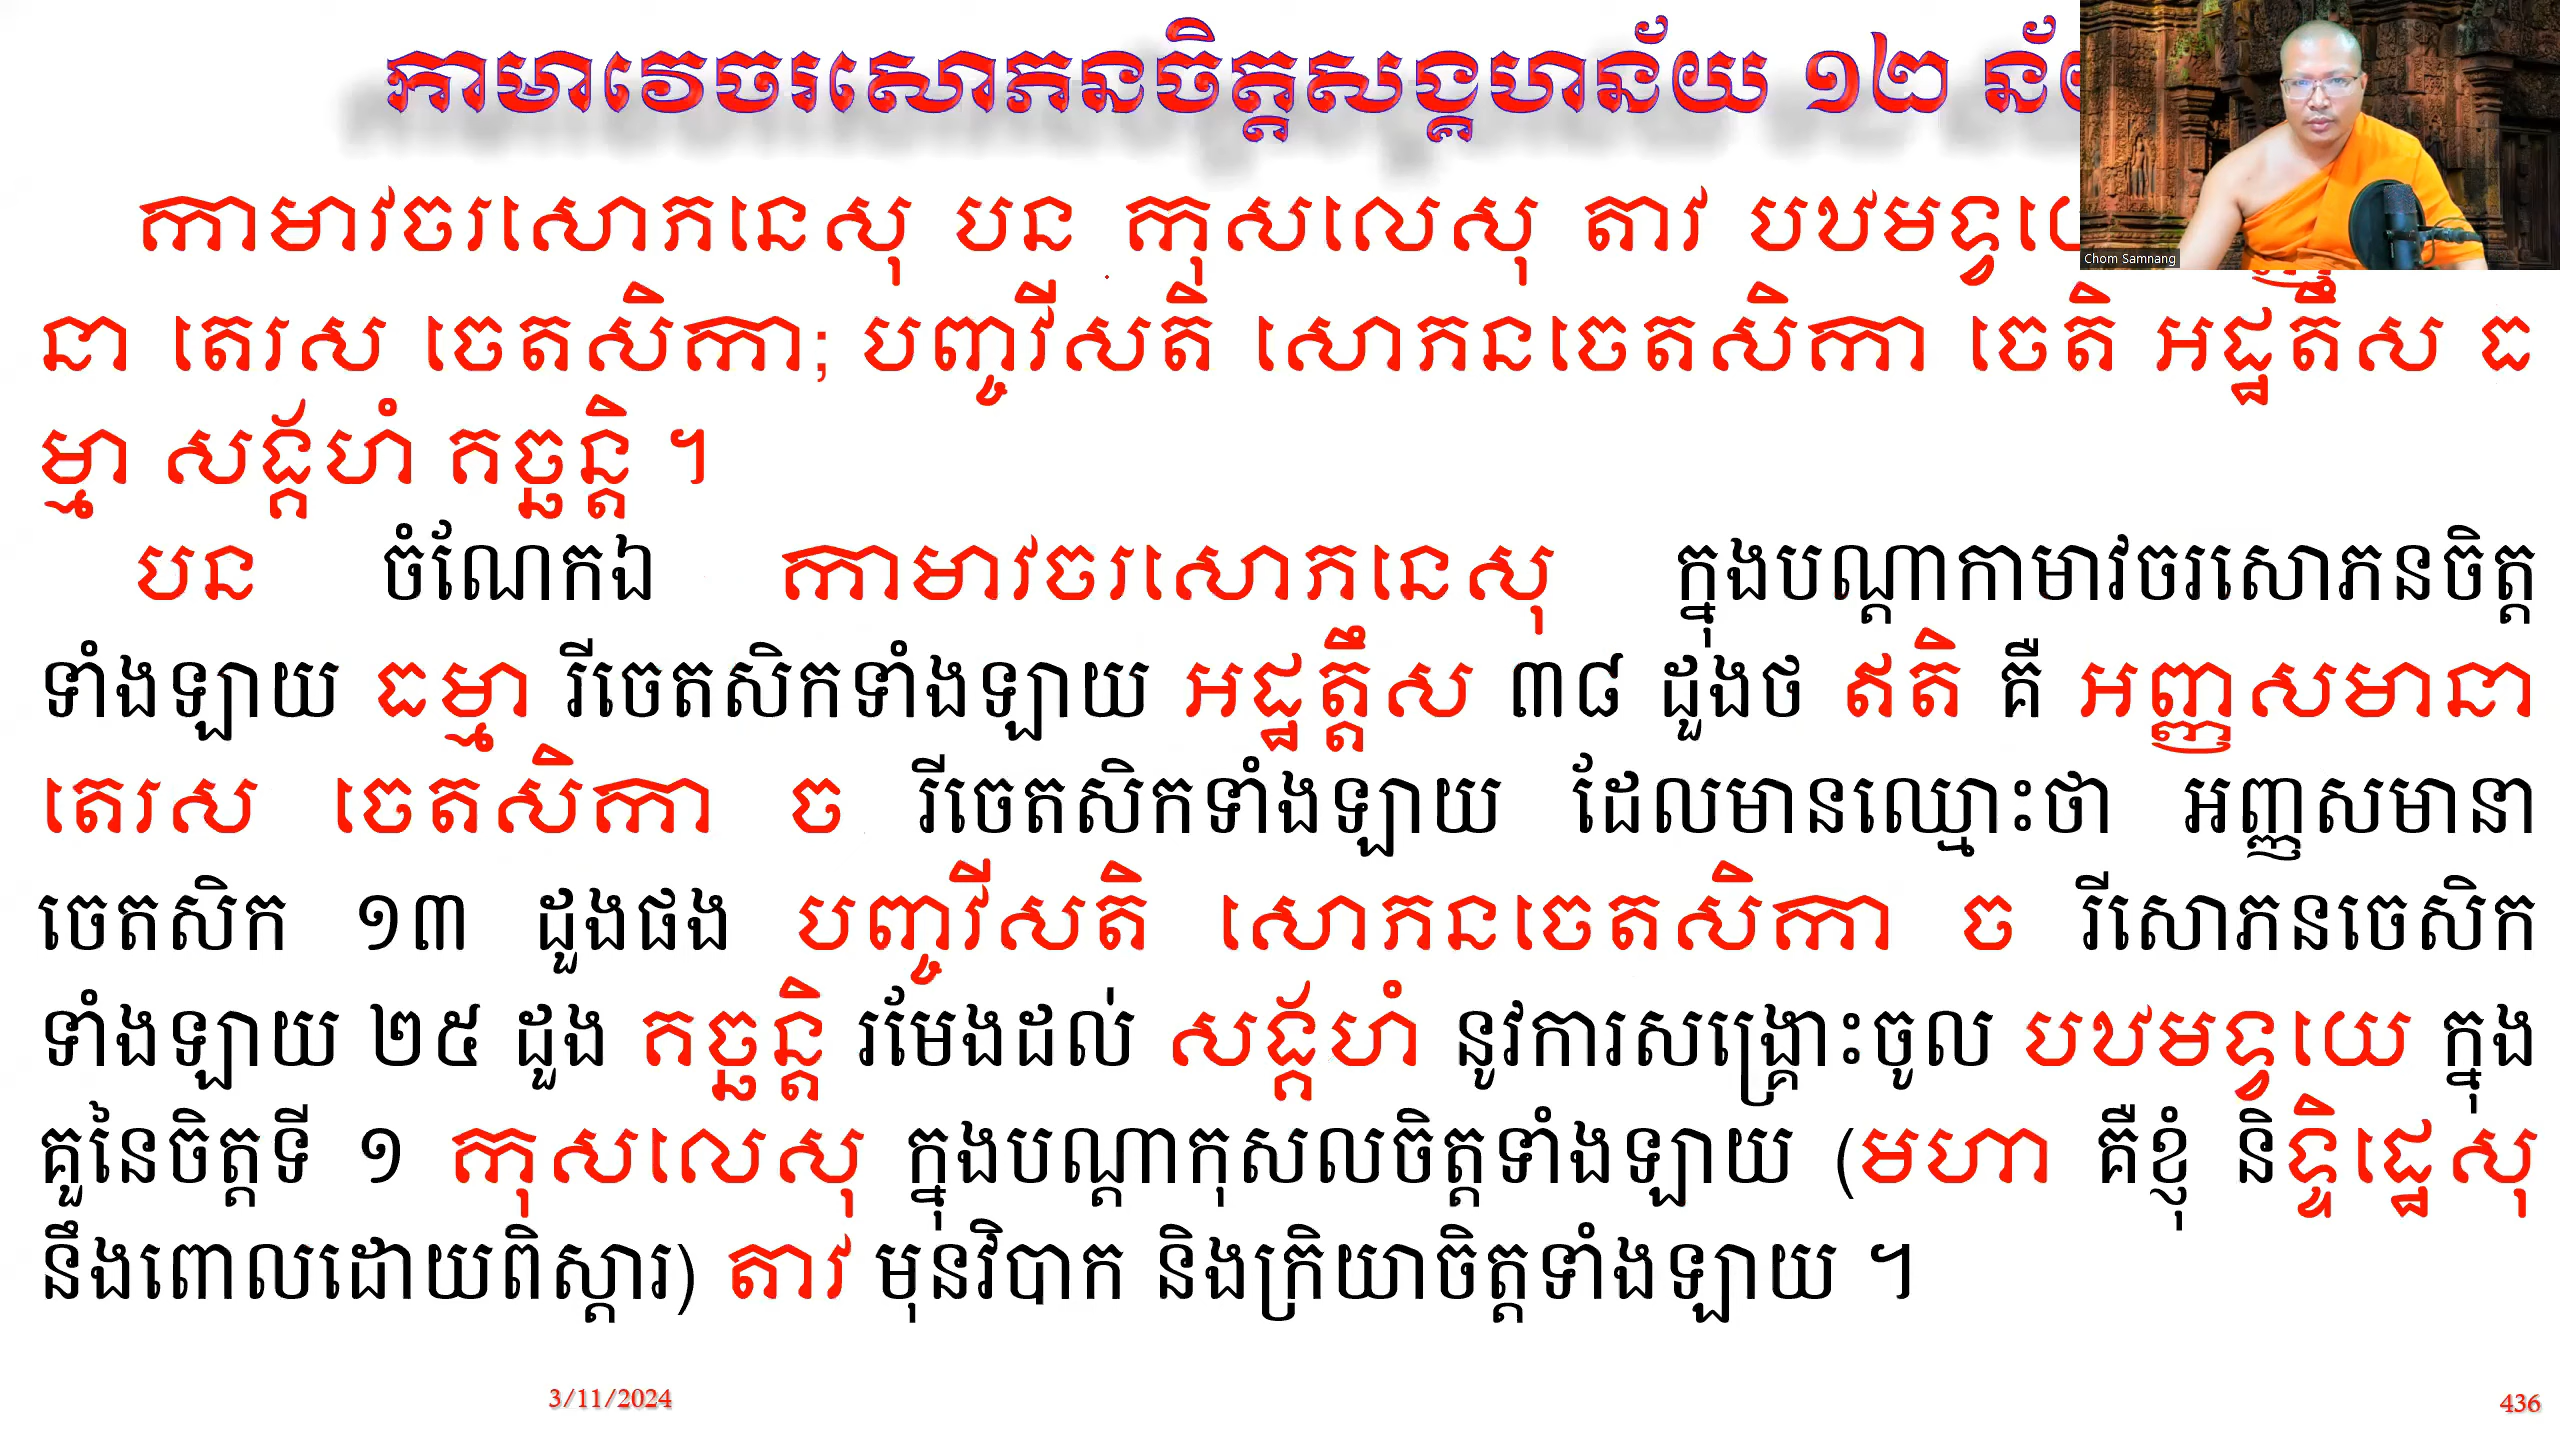 កាមាវចរសោភនចិត្តសង្គហន័យ ១២
Chom Samnang
កាមាវចរសោភនេសុ បន កុសលេសុ តាវ បឋមទ្វយេ
នា តេរស ចេតសិកា; បញ្ចវីសតិ សោភនចេតសិកា ចេតិ អដ្ឋតឹស ធ
ម្មា សង្គ័ហំ គច្ឆន្តិ ។
បន ចំណែកឯ កាមាវចរសោភនេសុ ក្នុងបណ្ដាកាមាវចរសោភនចិត្ត
ទាំងឡាយ ធម្មា រីចេតសិកទាំងឡាយ អដ្ឋត្តឹស ៣៨ ដួងថ ឥតិ គឺ អញ្ញសមានា
តេរស ចេតសិកា ច រីចេតសិកទាំងឡាយ ដែលមានឈ្មោះថា អញ្ញសមានា
ចេតសិក ១៣ ដួងផង បញ្ចវីសតិ សោភនចេតសិកា ច រីសោភនចេសិក
ទាំងឡាយ ២៥ ដួង គច្ឆន្តិ រមែងដល់ សង្គ័ហំ នូវការសង្គ្រោះចូល បឋមទ្វយេ ក្នុង
គួនៃចិត្តទី ១ កុសលេសុ ក្នុងបណ្ដាកុសលចិត្តទាំងឡាយ (មហា គឺខ្ញុំ និទ្ទិដ្ឋេសុ
នឹងពោលដោយពិស្ដារ) តាវ មុនវិបាក និងក្រិយាចិត្តទាំងឡាយ ។
3/11/2024
436